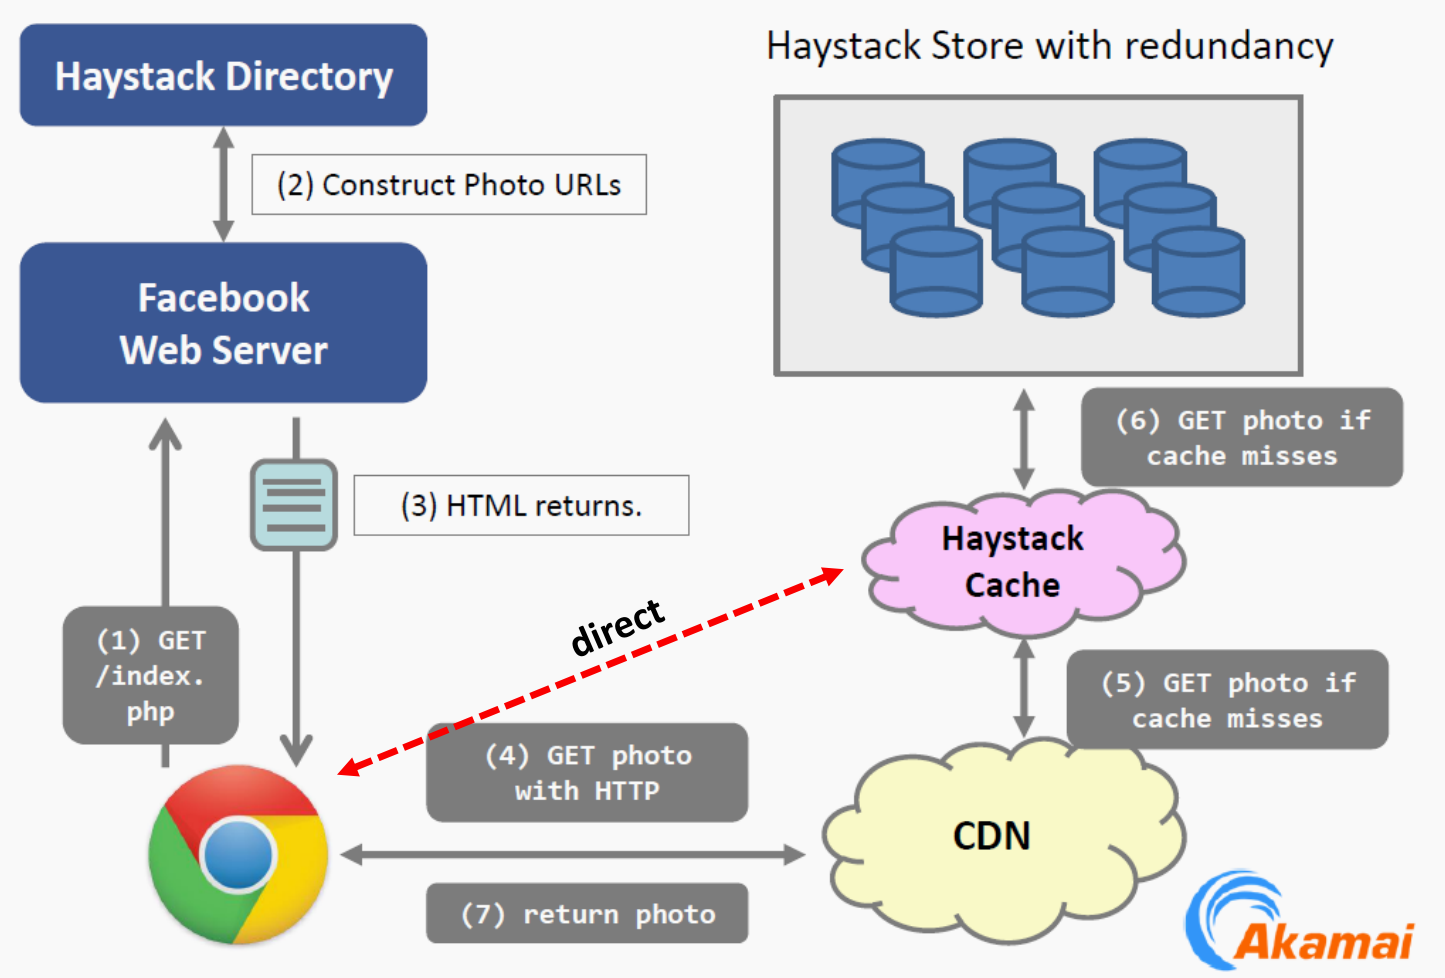 Haystack Directory
Haystack Store with redundancy
(2) Construct Photo URLs
Facebook
Web Server
(6) GET photo if
cache misses
(3) HTML returns.
Haystack
Cache
direct
(1) GET
/index.
php
(5) GET photo if
cache misses
(4) GET photo
with HTTP
CDN
(7) return photo
Akamai